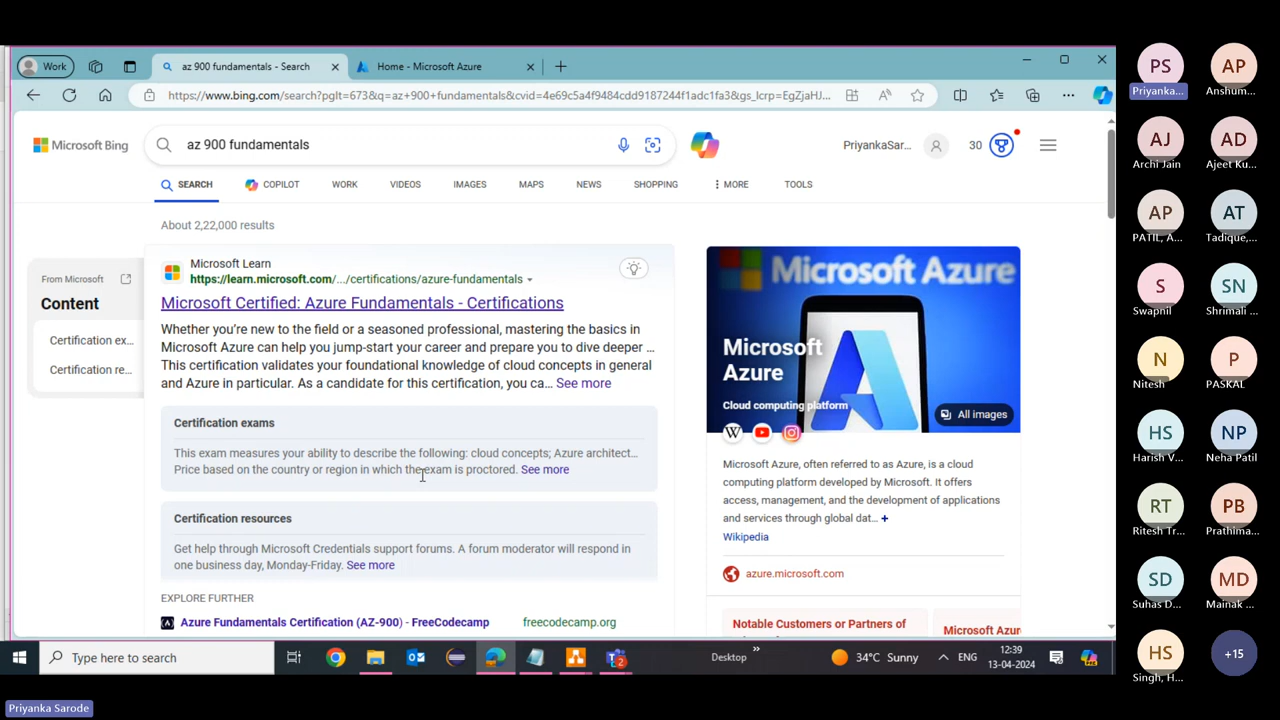 Work
az 900 fundamentals - Search
Home - Microsoft Azure
https://www.bing.com/search?pglt=673&q=az+900+fundamentals&cvid=4e69c5a4f9484cdd9187244f1adc1fa3&gs_lcrp=EgZjaHJ...
Microsoft Bing
az 900 fundamentals
PriyankaSar...
30
SEARCH
COPILOT
WORK
VIDEOS
IMAGES
MAPS
NEWS
SHOPPING
MORE
TOOLS
About 2,22,000 results
From Microsoft
Content
Certification ex...
Certification re...
Microsoft Learn
https://learn.microsoft.com/.../certifications/azure-fundamentals
Microsoft Certified: Azure Fundamentals - Certifications
Whether you're new to the field or a seasoned professional, mastering the basics in
Microsoft Azure can help you jump-start your career and prepare you to dive deeper ...
This certification validates your foundational knowledge of cloud concepts in general
and Azure in particular. As a candidate for this certification, you ca... See more
Certification exams
This exam measures your ability to describe the following: cloud concepts; Azure architect...
Price based on the country or region in which the exam is proctored. See more
Certification resources
Get help through Microsoft Credentials support forums. A forum moderator will respond in
one business day, Monday-Friday. See more
EXPLORE FURTHER
Azure Fundamentals Certification (AZ-900) - FreeCodecamp
freecodecamp.org
Microsoft Azure
Microsoft
Azure
Cloud computing platform
All images
W
Microsoft Azure, often referred to as Azure, is a cloud
computing platform developed by Microsoft. It offers
access, management, and the development of applications
and services through global dat... +
Wikipedia
azure.microsoft.com
Notable Customers or Partners of
Microsoft Azur
Type here to search
2
Desktop
34°C Sunny
ENG
12:39
13-04-2024
Priyanka Sarode
PS
Priyanka...
AP
Anshum...
AJ
Archi Jain
AD
Ajeet Ku...
AP
PATIL, A...
AT
Tadique,...
S
Swapnil
SN
Shrimali ...
N
Nitesh
P
PASKAL
HS
Harish V...
NP
Neha Patil
RT
Ritesh Tr...
PB
Prathima...
SD
Suhas D...
MD
Mainak ...
HS
Singh, H...
+15